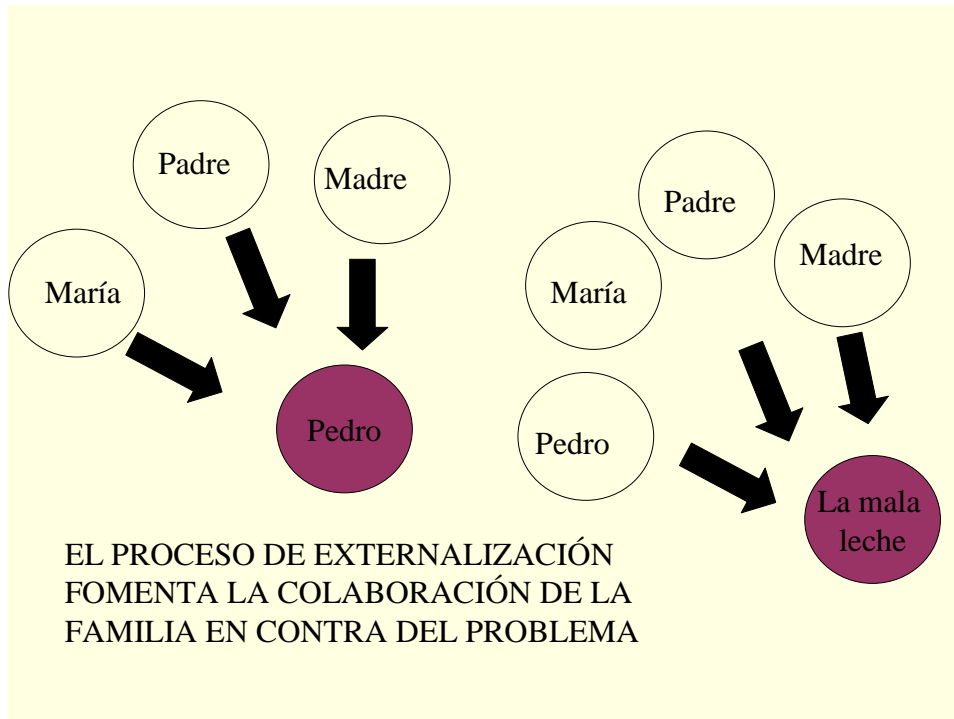 Padre
Madre
María
Pedro
Padre
Madre
María
Pedro
La mala
leche
EL PROCESO DE EXTERNALIZACIÓN
FOMENTA LA COLABORACIÓN DE LA
FAMILIA EN CONTRA DEL PROBLEMA